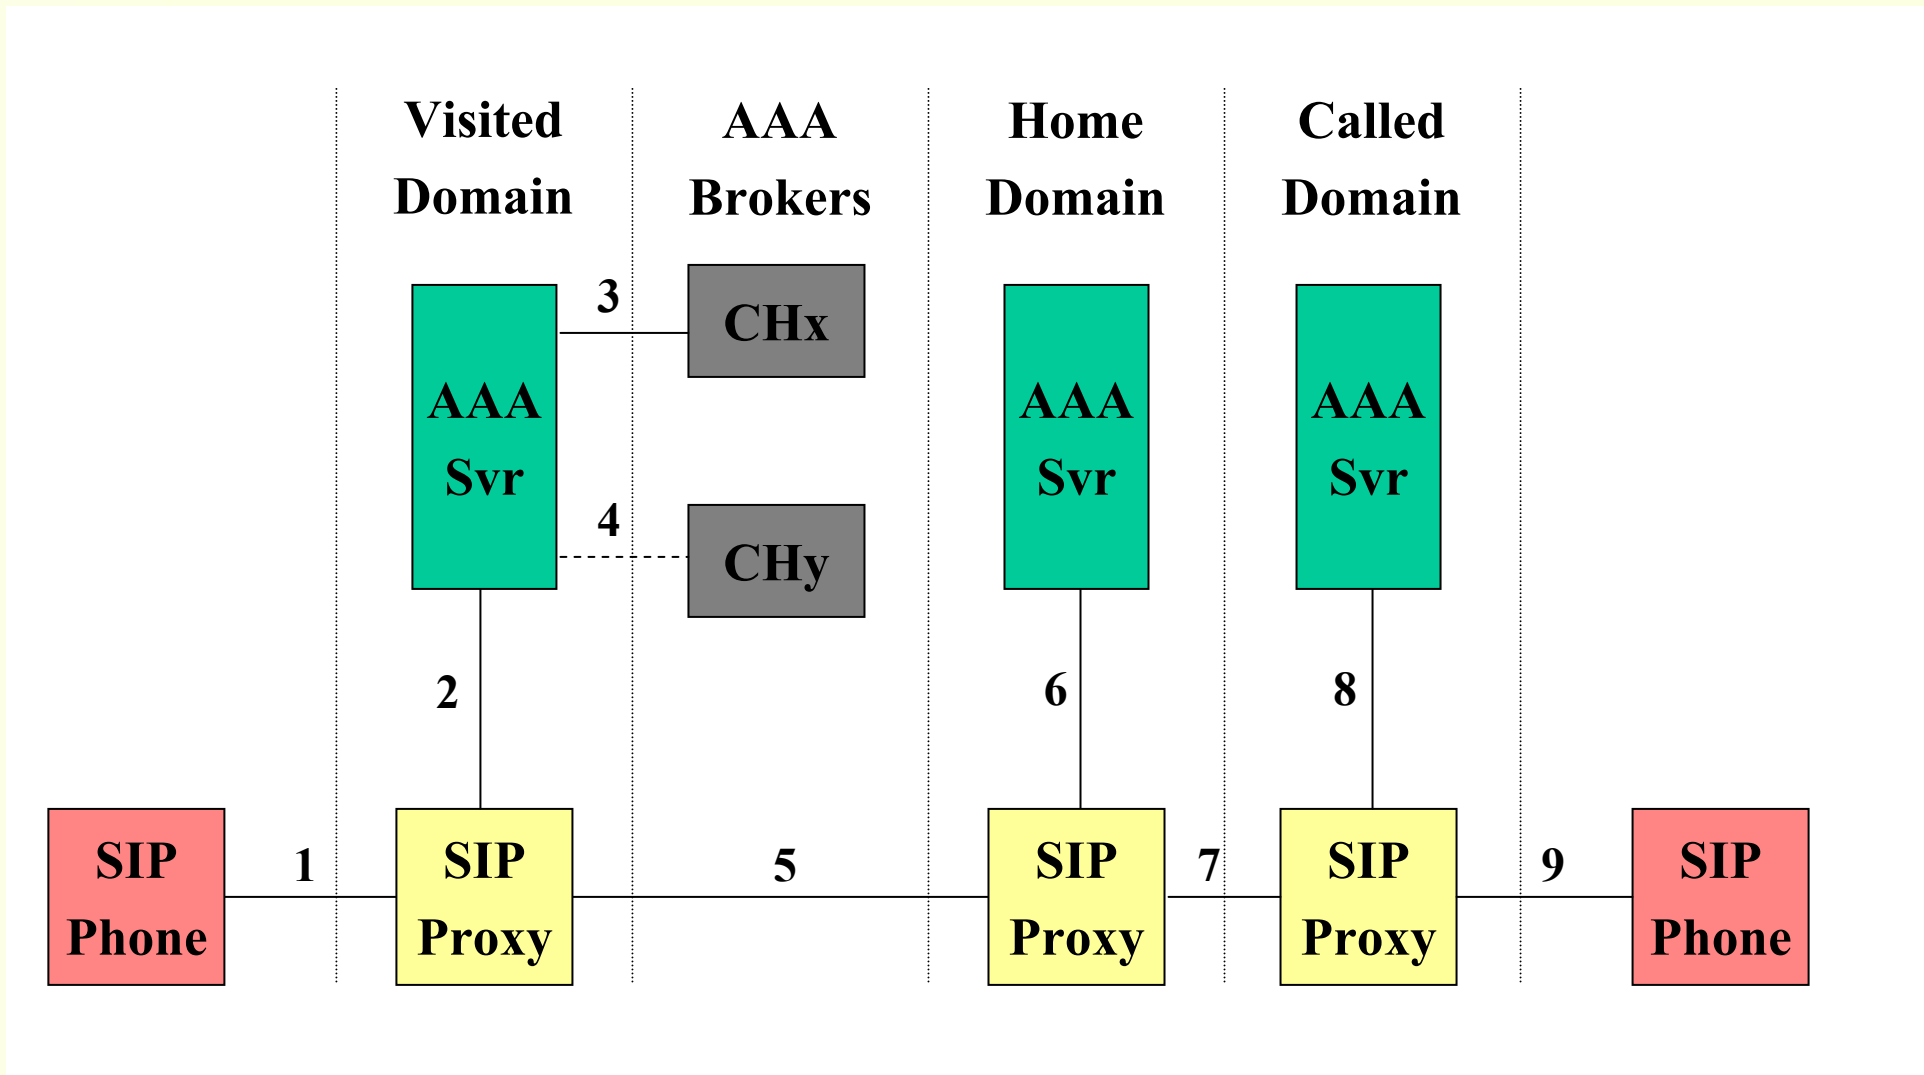 Visited
Domain
AAA
Brokers
Home
Domain
Called
Domain
3
CHx
AAA
Svr
4
CHy
AAA
Svr
AAA
Svr
2
6
8
SIP
Phone
1
SIP
Proxy
5
SIP
Proxy
7
SIP
Proxy
9
SIP
Phone